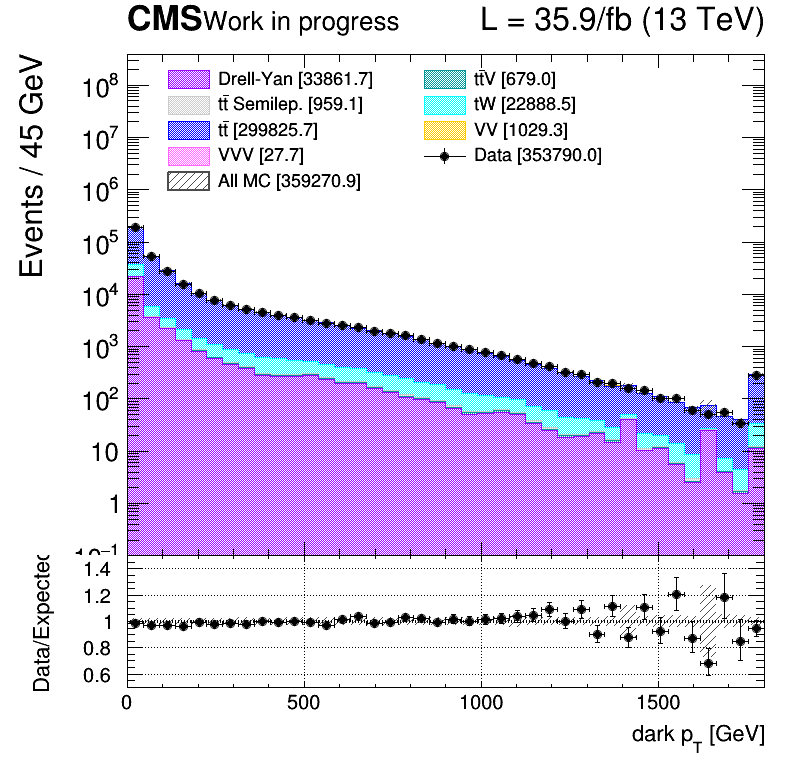 CMS Work in progress L = 35.9/fb (13 TeV)
Events / 45 GeV
Drell-Yan [33861.7]
tt̄ Semilep. [959.1]
tt̄ [299825.7]
VVV [27.7]
All MC [359270.9]
tt̄V [679.0]
tW [22888.5]
VV [1029.3]
Data [353790.0]
10⁸
10⁷
10⁶
10⁵
10⁴
10³
10²
10
1
10⁻¹
Data/Expected
1.4
1.2
1
0.8
0.6
0 500 1000 1500
dark p_T [GeV]